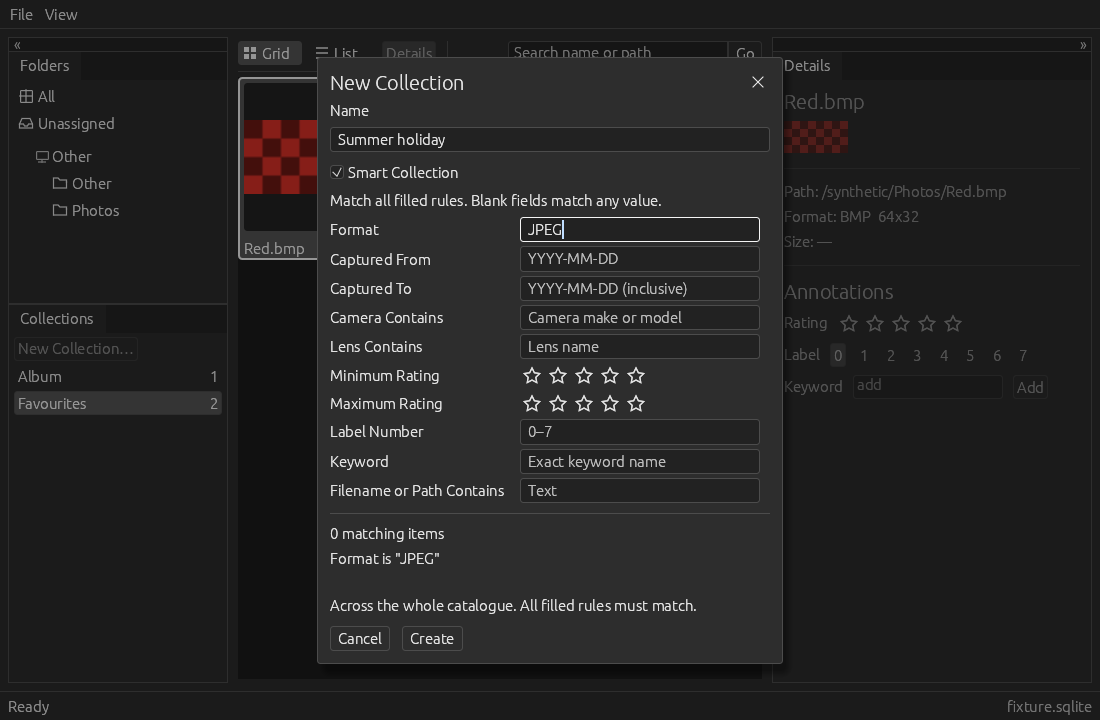 File View
«
Folders
All
Unassigned
Other
Other
Photos
Collections
New Collection...
Album 1
Favourites 2
Grid List Details Search name or path Go
Red.bmp
New Collection
Name
Summer holiday
Smart Collection
Match all filled rules. Blank fields match any value.
Format JPEG
Captured From YYYY-MM-DD
Captured To YYYY-MM-DD (inclusive)
Camera Contains Camera make or model
Lens Contains Lens name
Minimum Rating
Maximum Rating
Label Number 0–7
Keyword Exact keyword name
Filename or Path Contains Text
0 matching items
Format is "JPEG"
Across the whole catalogue. All filled rules must match.
Cancel Create
»
Details
Red.bmp
Path: /synthetic/Photos/Red.bmp
Format: BMP 64x32
Size: —
Annotations
Rating
Label 0 1 2 3 4 5 6 7
Keyword add Add
Ready fixture.sqlite